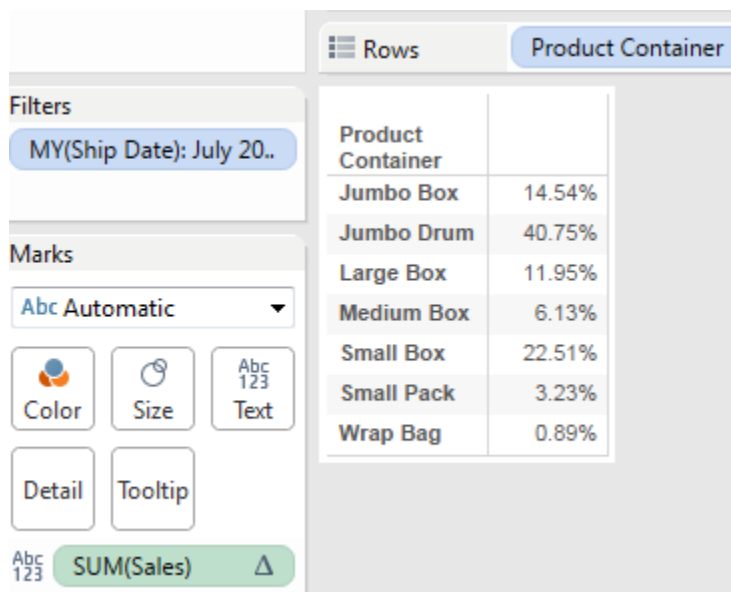 Rows
Product Container
Filters
MY(Ship Date): July 20..
Marks
Abc Automatic
Color
Size
Abc
123
Text
Detail
Tooltip
Abc
123
SUM(Sales) Δ
Product
Container
Jumbo Box 14.54%
Jumbo Drum 40.75%
Large Box 11.95%
Medium Box 6.13%
Small Box 22.51%
Small Pack 3.23%
Wrap Bag 0.89%